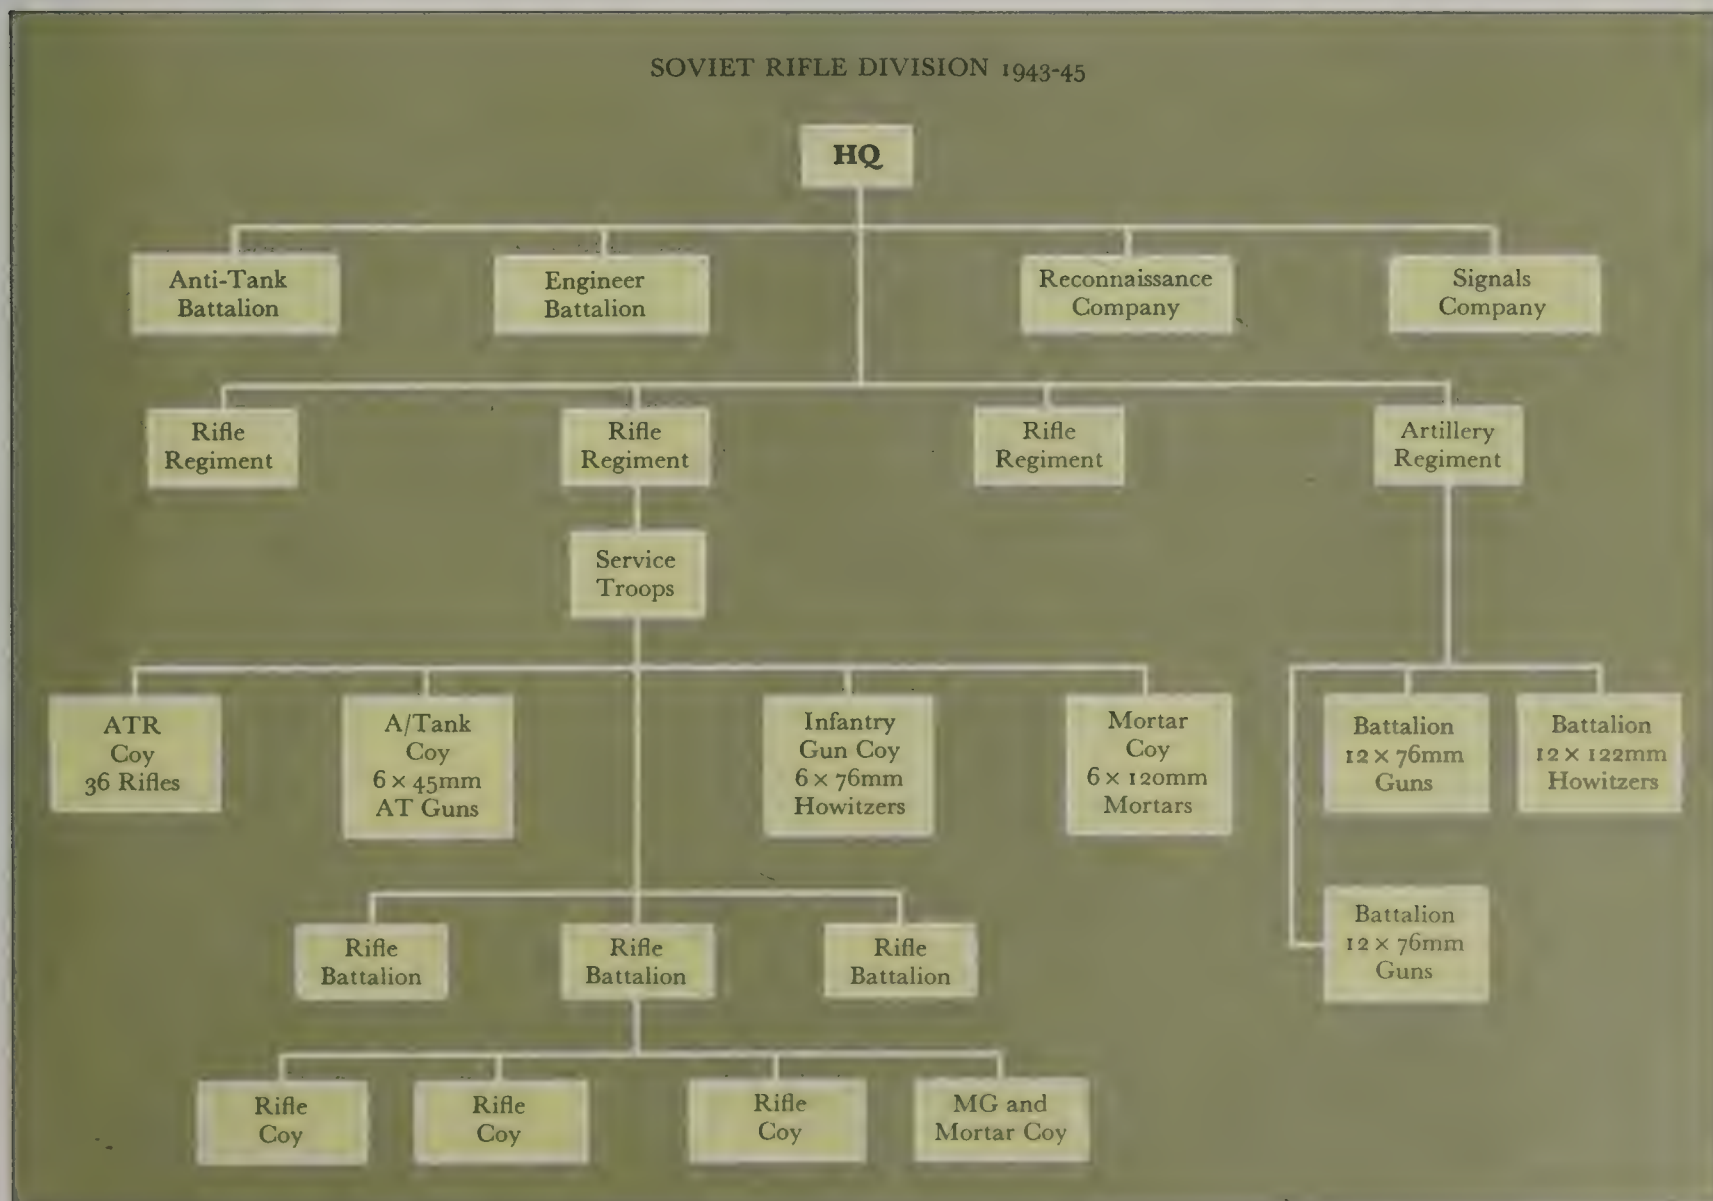 SOVIET RIFLE DIVISION 1943-45
HQ
Anti-Tank
Battalion
Engineer
Battalion
Reconnaissance
Company
Signals
Company
Rifle
Regiment
Rifle
Regiment
Rifle
Regiment
Artillery
Regiment
Service
Troops
ATR
Coy
36 Rifles
A/Tank
Coy
6 × 45mm
AT Guns
Infantry
Gun Coy
6 × 76mm
Howitzers
Mortar
Coy
6 × 120mm
Mortars
Battalion
12 × 76mm
Guns
Battalion
12 × 122mm
Howitzers
Battalion
12 × 76mm
Guns
Rifle
Battalion
Rifle
Battalion
Rifle
Battalion
Rifle
Coy
Rifle
Coy
Rifle
Coy
MG and
Mortar Coy